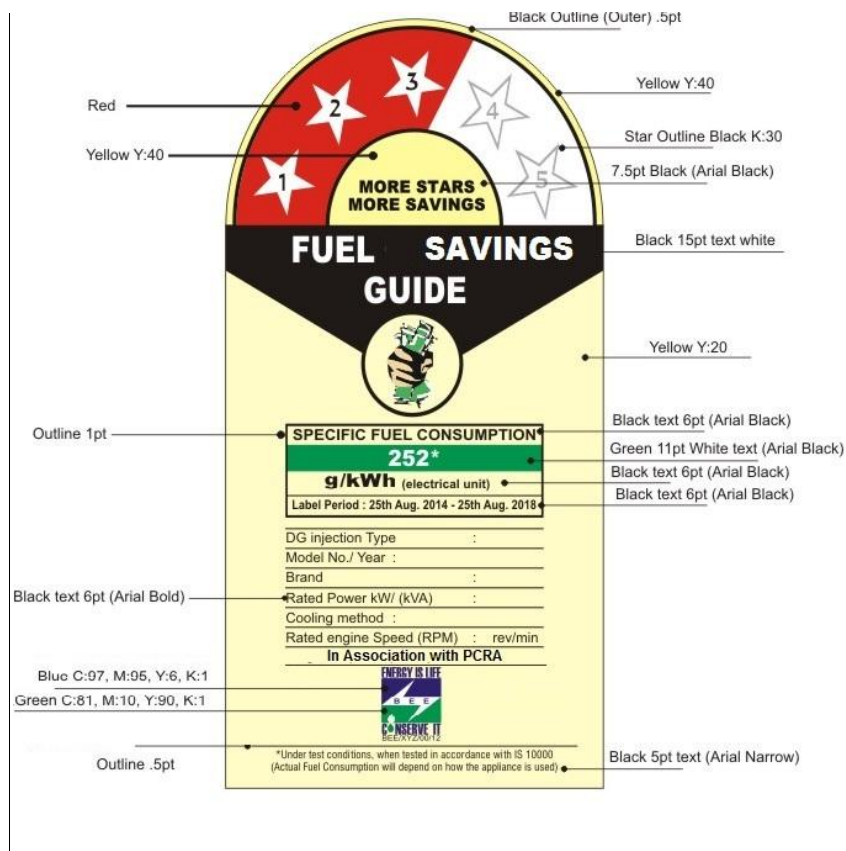 Black Outline (Outer) .5pt
Yellow Y:40
Red
Star Outline Black K:30
Yellow Y:40
7.5pt Black (Arial Black)
1
2
3
4
5
MORE STARS
MORE SAVINGS
FUEL SAVINGS
GUIDE
Black 15pt text white
Yellow Y:20
Outline 1pt
SPECIFIC FUEL CONSUMPTION
252*
g/kWh (electrical unit)
Label Period : 25th Aug. 2014 - 25th Aug. 2018
Black text 6pt (Arial Black)
Green 11pt White text (Arial Black)
Black text 6pt (Arial Black)
Black text 6pt (Arial Black)
DG injection Type :
Model No./ Year :
Brand :
Rated Power kW/ (kVA) :
Cooling method :
Rated engine Speed (RPM) : rev/min
Black text 6pt (Arial Bold)
In Association with PCRA
ENERGY IS LIFE
BEE
CONSERVE IT
BEE/XYZ/00/12
Blue C:97, M:95, Y:6, K:1
Green C:81, M:10, Y:90, K:1
Outline .5pt
*Under test conditions, when tested in accordance with IS 10000
(Actual Fuel Consumption will depend on how the appliance is used)
Black 5pt text (Arial Narrow)